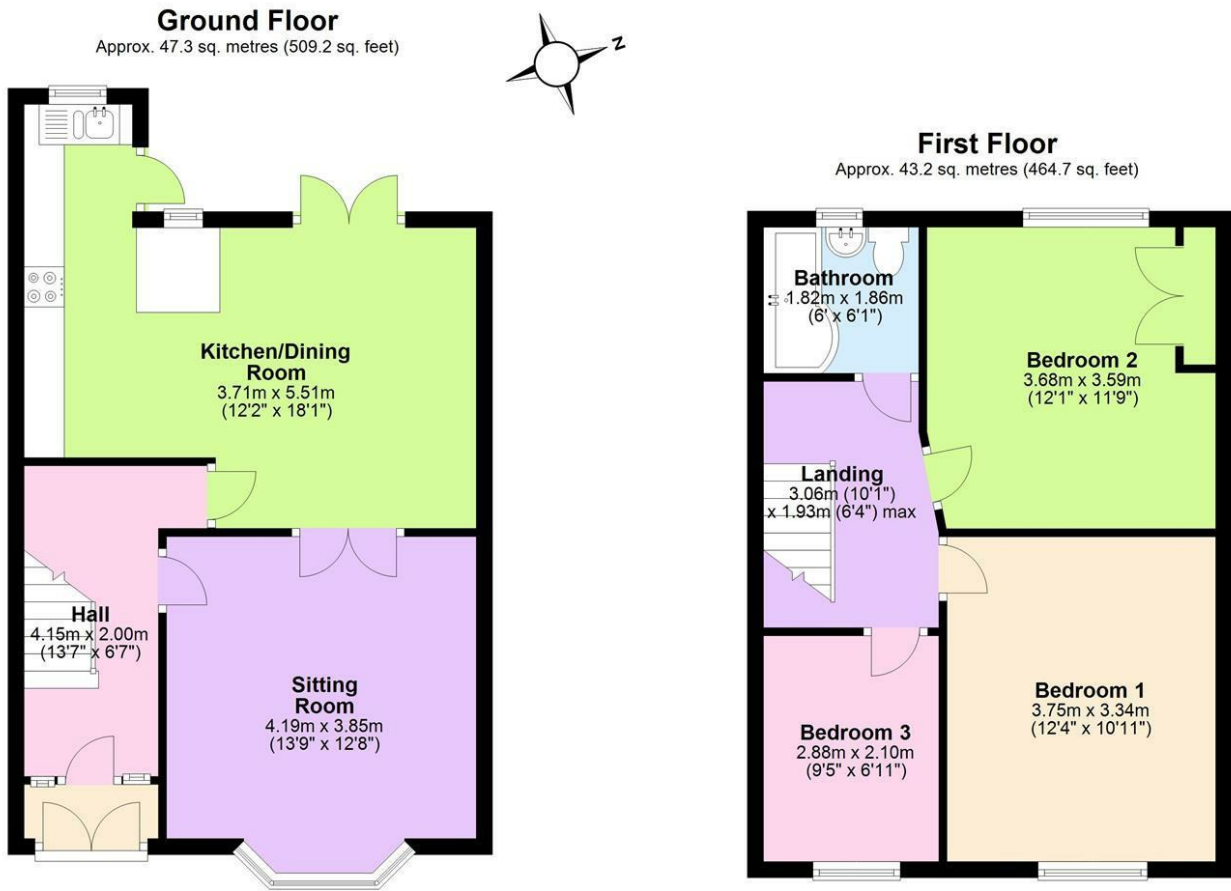 Ground Floor
Approx. 47.3 sq. metres (509.2 sq. feet)
N
Kitchen/Dining
Room
3.71m x 5.51m
(12'2" x 18'1")
Hall
4.15m x 2.00m
(13'7" x 6'7")
Sitting
Room
4.19m x 3.85m
(13'9" x 12'8")
First Floor
Approx. 43.2 sq. metres (464.7 sq. feet)
Bathroom
1.82m x 1.86m
(6' x 6'1")
Bedroom 2
3.68m x 3.59m
(12'1" x 11'9")
Landing
3.06m (10'1")
x 1.93m (6'4") max
Bedroom 1
3.75m x 3.34m
(12'4" x 10'11")
Bedroom 3
2.88m x 2.10m
(9'5" x 6'11")